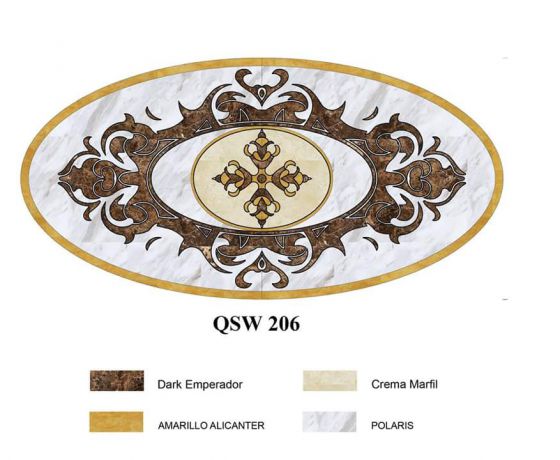 QSW 206
Dark Emperador
Crema Marfil
AMARILLO ALICANTER
POLARIS